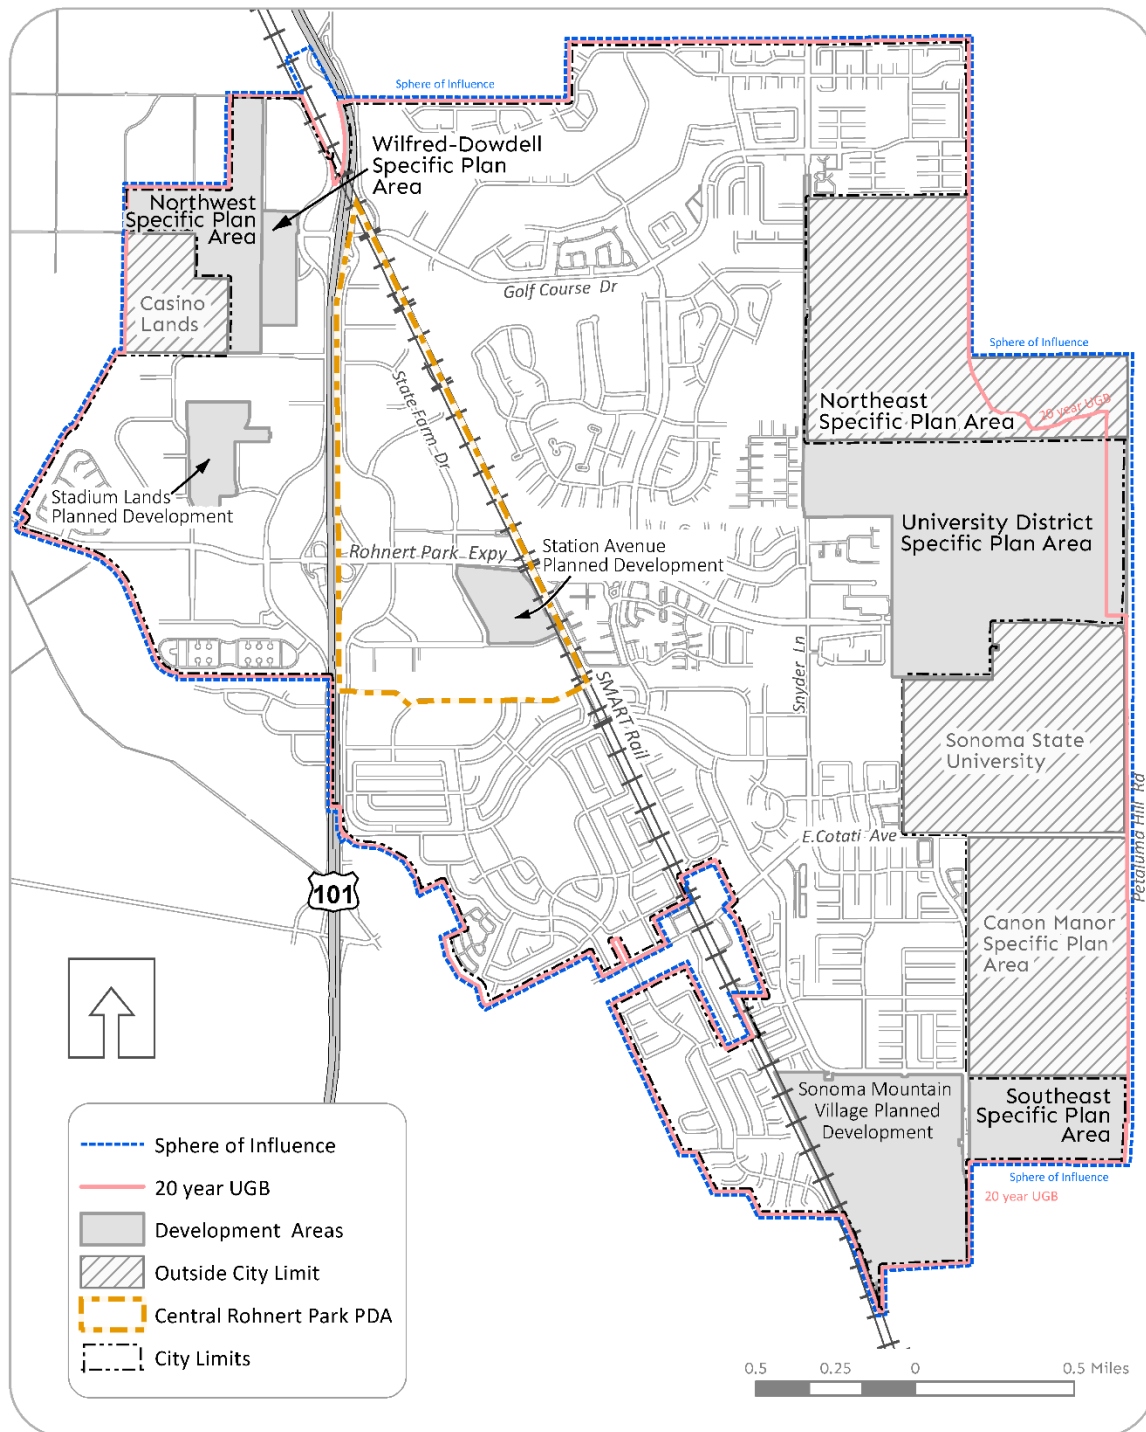 Sphere of Influence
Wilfred-Dowdell
Specific Plan
Area
Northwest
Specific Plan
Area
Casino
Lands
Golf Course Dr
Sphere of Influence
State Farm Dr
Northeast
Specific Plan Area
20 year UGB
Stadium Lands
Planned Development
University District
Specific Plan Area
Rohnert Park Expy
Station Avenue
Planned Development
Snyder Ln
SMART Rail
Sonoma State
University
Petaluma Hill Rd
E.Cotati Ave
101
Canon Manor
Specific Plan
Area
Sonoma Mountain
Village Planned
Development
Southeast
Specific Plan
Area
Sphere of Influence
20 year UGB
Sphere of Influence
20 year UGB
Development Areas
Outside City Limit
Central Rohnert Park PDA
City Limits
0.5 0.25 0 0.5 Miles